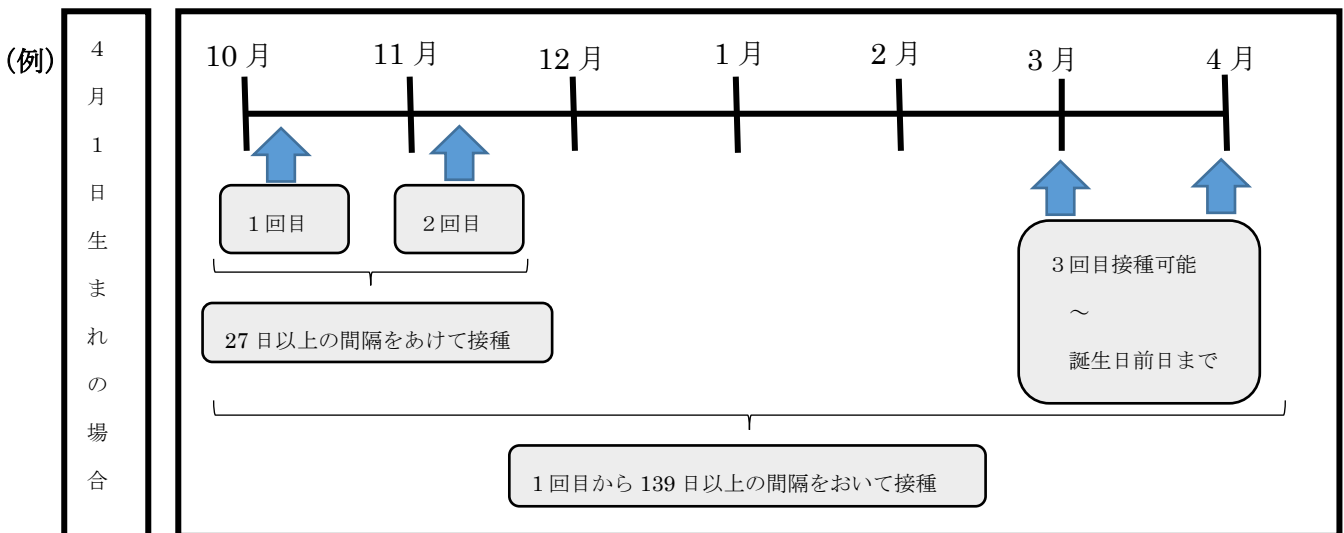 (例)
4月1日生まれの場合
10月 11月 12月 1月 2月 3月 4月
1回目
2回目
27日以上の間隔をあけて接種
3回目接種可能
～
誕生日前日まで
1回目から139日以上の間隔をおいて接種